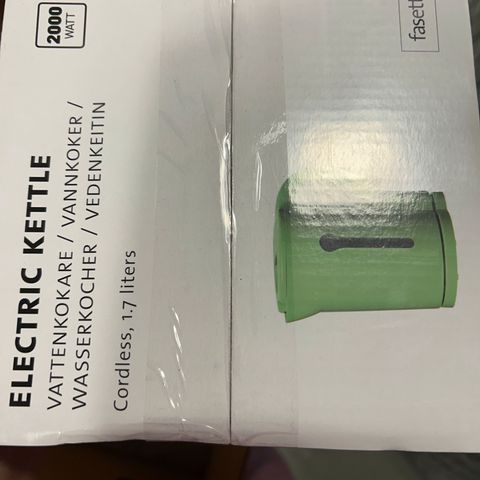 2000
WATT
ELECTRIC KETTLE
VATTENKOKARE / VANNKOKER /
WASSERKOCHER / VEDENKEITIN
Cordless, 1.7 liters